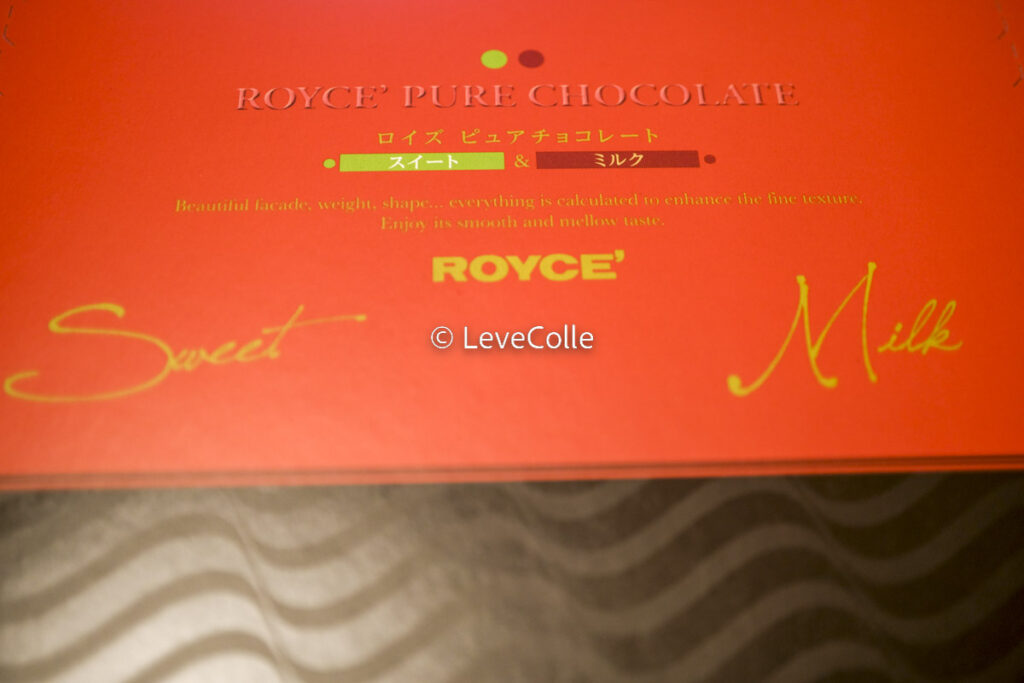 ROYCE' PURE CHOCOLATE
ロイズ ピュアチョコレート
スイート & ミルク
Beautiful facade, weight, shape... everything is calculated to enhance the fine texture.
Enjoy its smooth and mellow taste.
ROYCE'
Sweet
© LeveColle
Milk